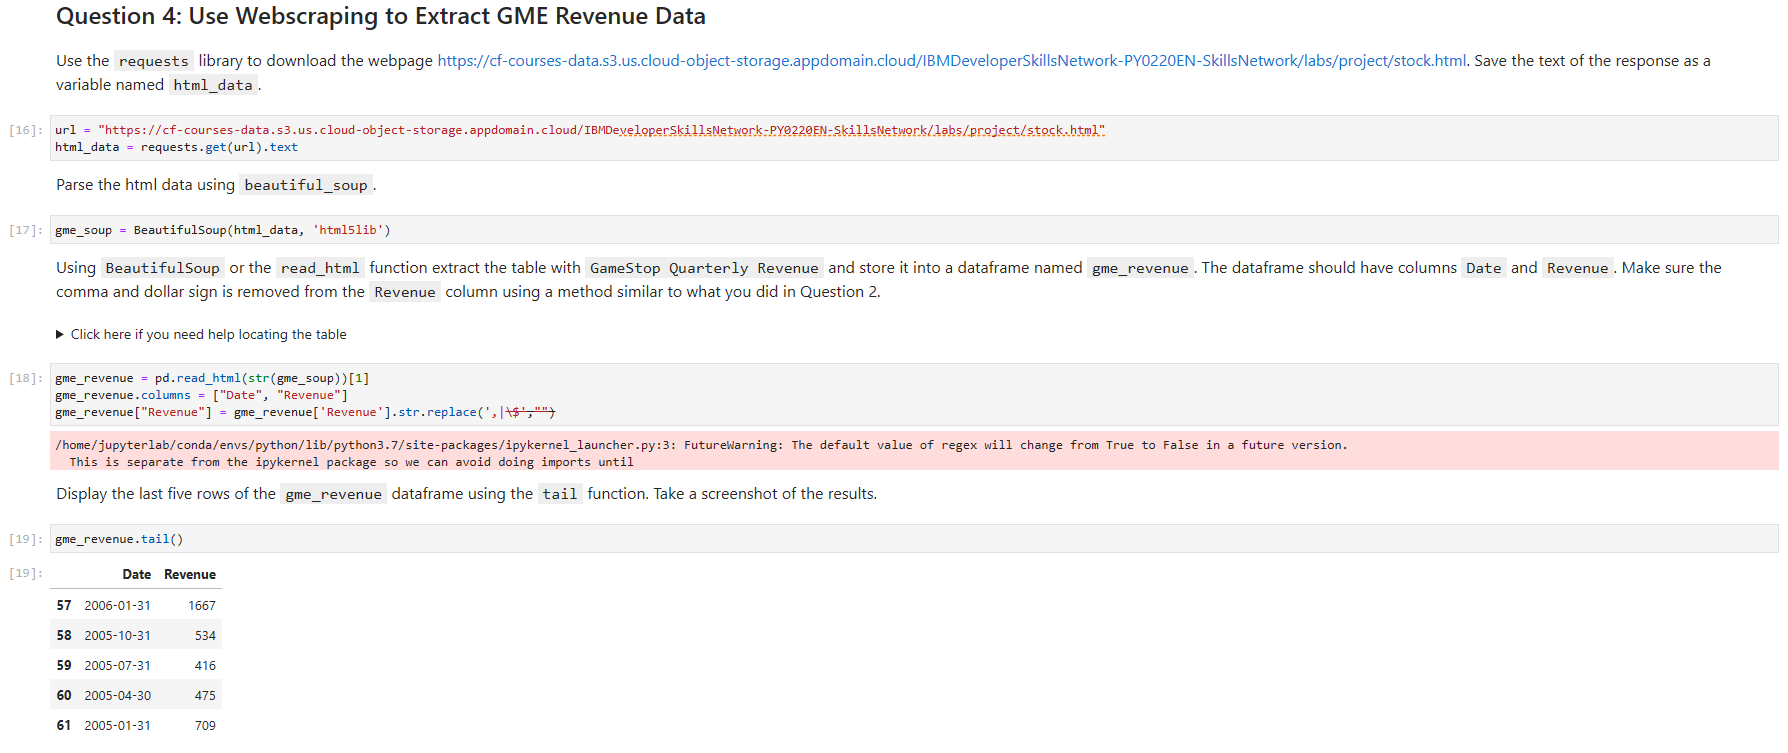 Question 4: Use Webscraping to Extract GME Revenue Data
Use the requests library to download the webpage https://cf-courses-data.s3.us.cloud-object-storage.appdomain.cloud/IBMDeveloperSkillsNetwork-PY0220EN-SkillsNetwork/labs/project/stock.html. Save the text of the response as a
variable named html_data.
[16]: url = "https://cf-courses-data.s3.us.cloud-object-storage.appdomain.cloud/IBMDeveloperSkillsNetwork-PY0220EN-SkillsNetwork/labs/project/stock.html"
html_data = requests.get(url).text
Parse the html data using beautiful_soup.
[17]: gme_soup = BeautifulSoup(html_data, 'html5lib')
Using BeautifulSoup or the read_html function extract the table with GameStop Quarterly Revenue and store it into a dataframe named gme_revenue. The dataframe should have columns Date and Revenue. Make sure the
comma and dollar sign is removed from the Revenue column using a method similar to what you did in Question 2.
▶ Click here if you need help locating the table
[18]: gme_revenue = pd.read_html(str(gme_soup))[1]
gme_revenue.columns = ["Date", "Revenue"]
gme_revenue["Revenue"] = gme_revenue['Revenue'].str.replace(',|\$',"")
/home/jupyterlab/conda/envs/python/lib/python3.7/site-packages/ipykernel_launcher.py:3: FutureWarning: The default value of regex will change from True to False in a future version.
This is separate from the ipykernel package so we can avoid doing imports until
Display the last five rows of the gme_revenue dataframe using the tail function. Take a screenshot of the results.
[19]: gme_revenue.tail()
[19]: Date Revenue
57 2006-01-31 1667
58 2005-10-31 534
59 2005-07-31 416
60 2005-04-30 475
61 2005-01-31 709